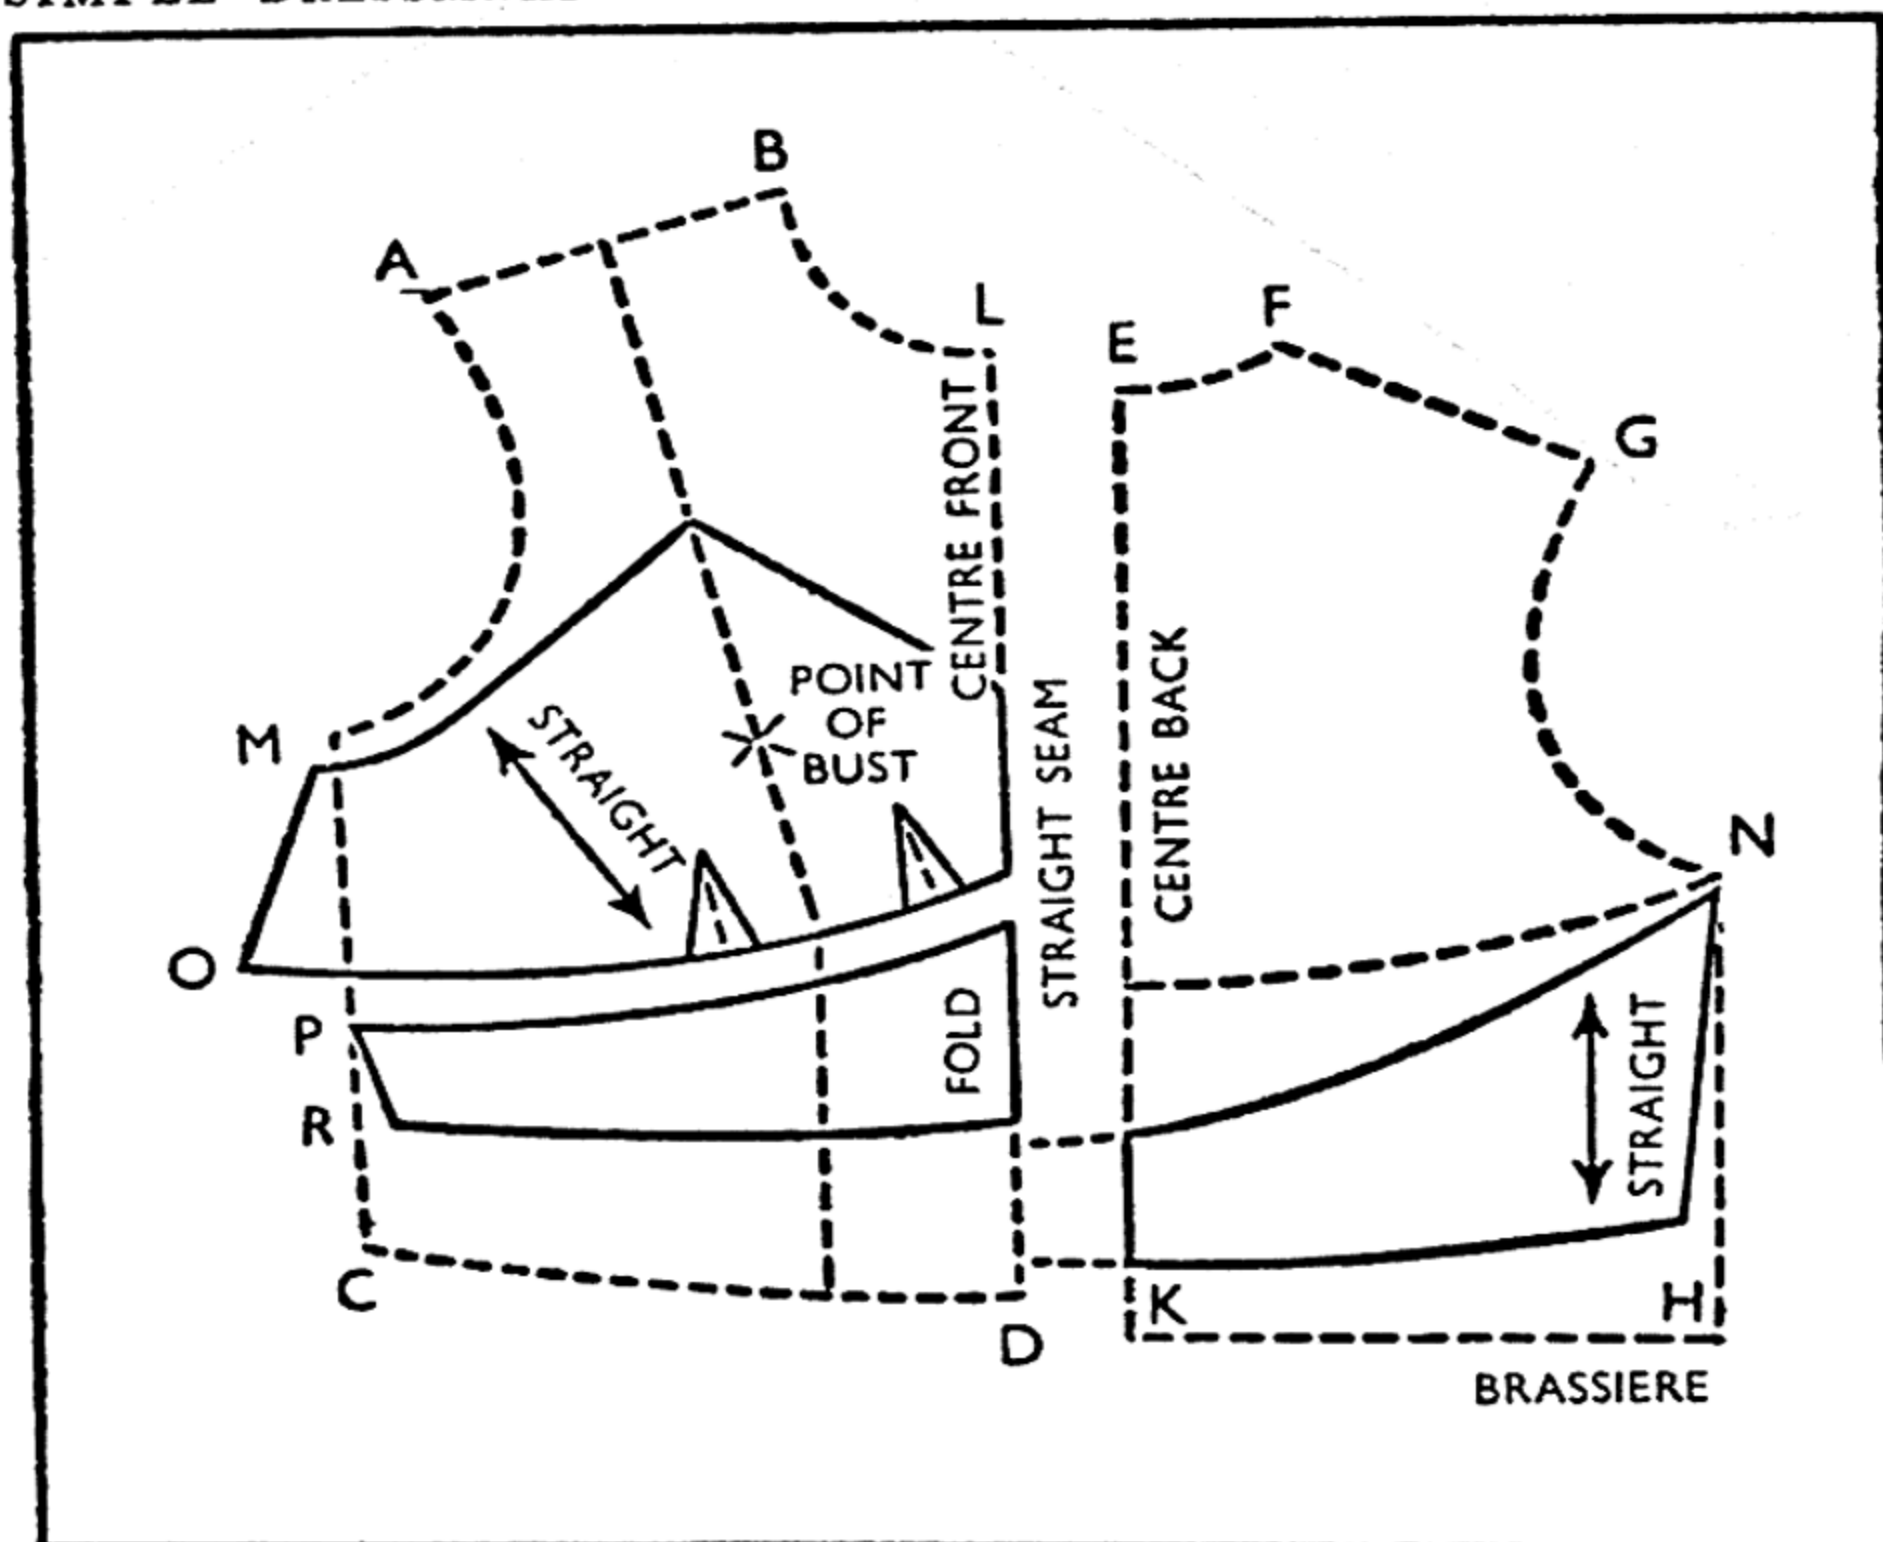 B
A
L
F
E
G
CENTRE FRONT
M
POINT
OF
BUST
STRAIGHT
STRAIGHT SEAM
CENTRE BACK
N
O
P
R
FOLD
STRAIGHT
C
D
K
H
BRASSIERE